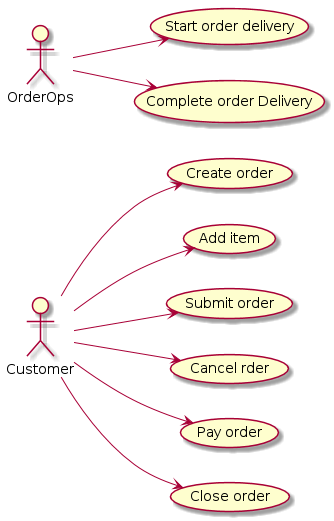 Start order delivery
OrderOps
Complete order Delivery
Create order
Add item
Submit order
Customer
Cancel rder
Pay order
Close order